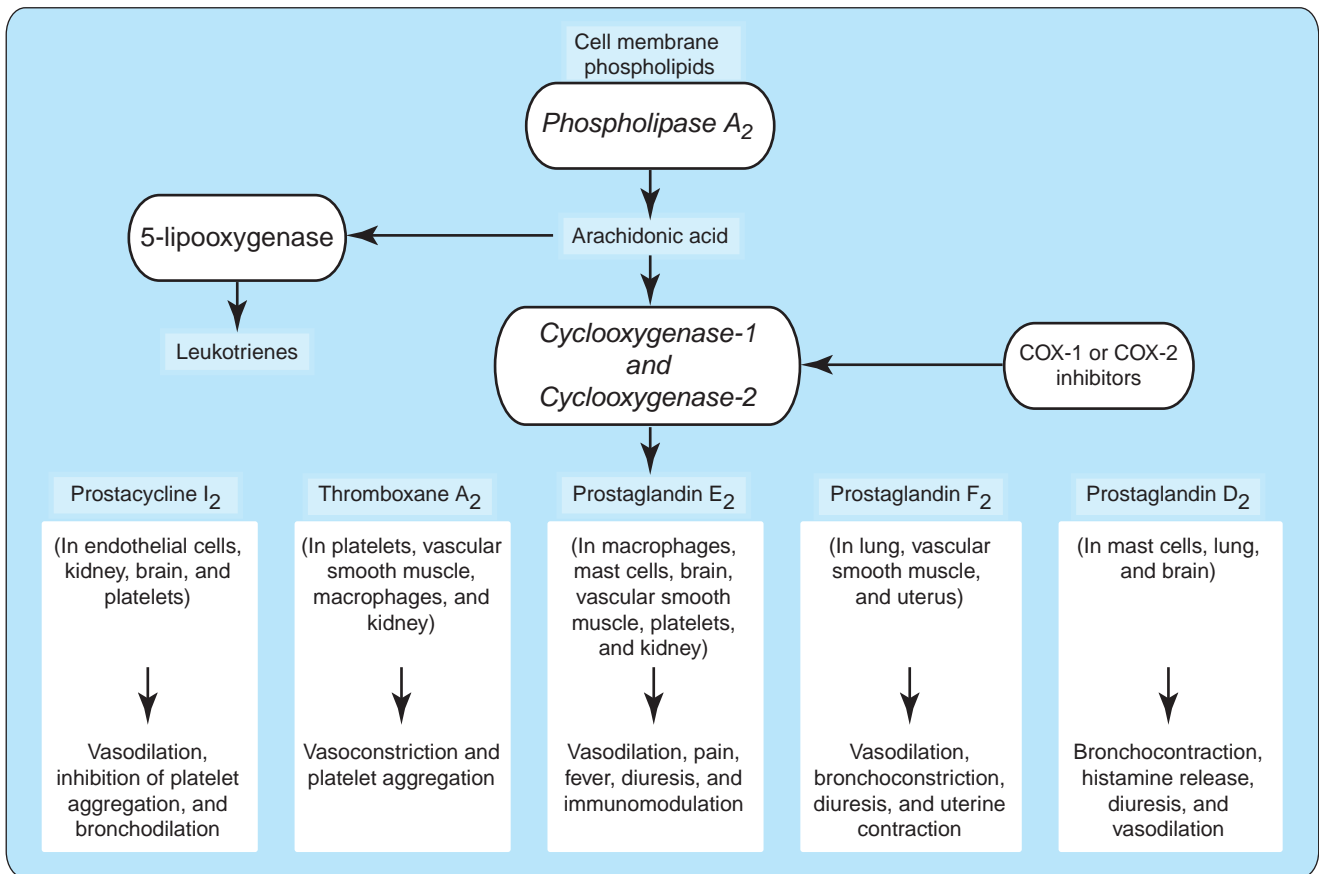 Cell membrane
phospholipids
Phospholipase A2
5-lipooxygenase
Arachidonic acid
Leukotrienes
Cyclooxygenase-1
and
Cyclooxygenase-2
COX-1 or COX-2
inhibitors
Prostacycline I2
(In endothelial cells,
kidney, brain, and
platelets)
Vasodilation,
inhibition of platelet
aggregation, and
bronchodilation
Thromboxane A2
(In platelets, vascular
smooth muscle,
macrophages, and
kidney)
Vasoconstriction and
platelet aggregation
Prostaglandin E2
(In macrophages,
mast cells, brain,
vascular smooth
muscle, platelets,
and kidney)
Vasodilation, pain,
fever, diuresis, and
immunomodulation
Prostaglandin F2
(In lung, vascular
smooth muscle,
and uterus)
Vasodilation,
bronchoconstriction,
diuresis, and uterine
contraction
Prostaglandin D2
(In mast cells, lung,
and brain)
Bronchocontraction,
histamine release,
diuresis, and
vasodilation